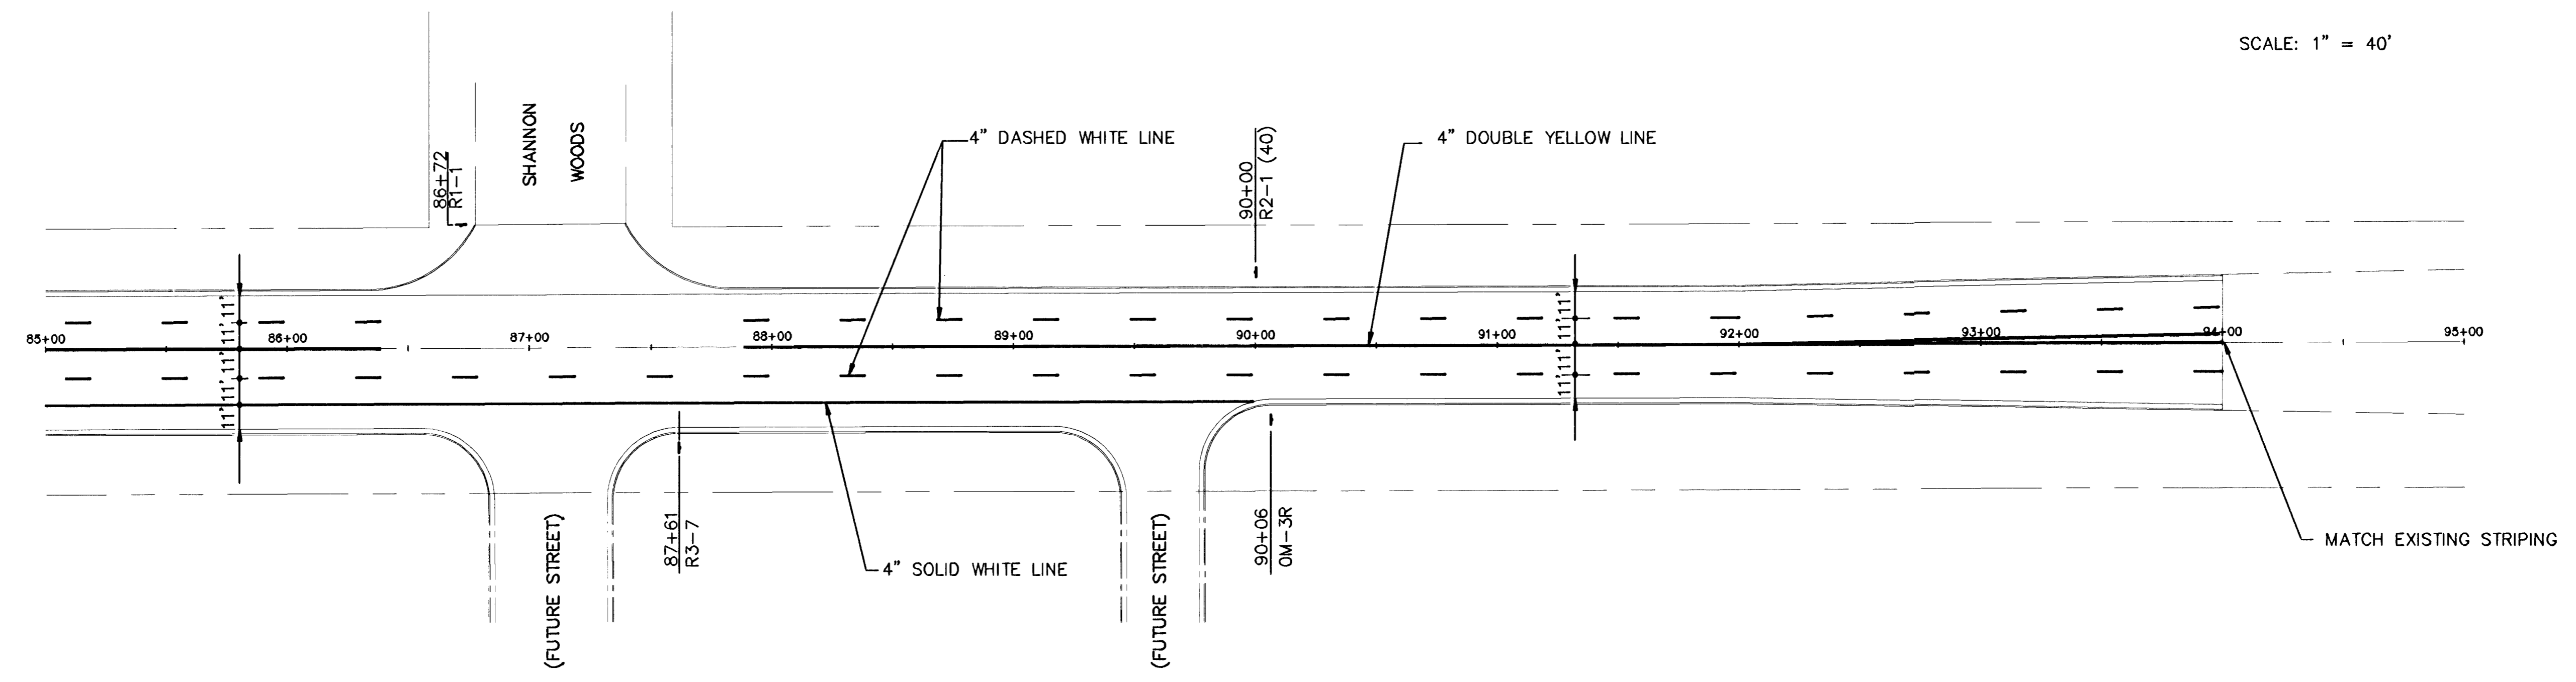 SCALE: 1" = 40'
SHANNON
WOODS
86+72
R1-1
4" DASHED WHITE LINE
90+00
R2-1 (40)
4" DOUBLE YELLOW LINE
11'
11'
11'
11'
11'
11'
11'
11'
11'
85+00
86+00
87+00
88+00
89+00
90+00
91+00
92+00
93+00
94+00
95+00
87+61
R3-7
4" SOLID WHITE LINE
90+06
OM-3R
MATCH EXISTING STRIPING
(FUTURE STREET)
(FUTURE STREET)